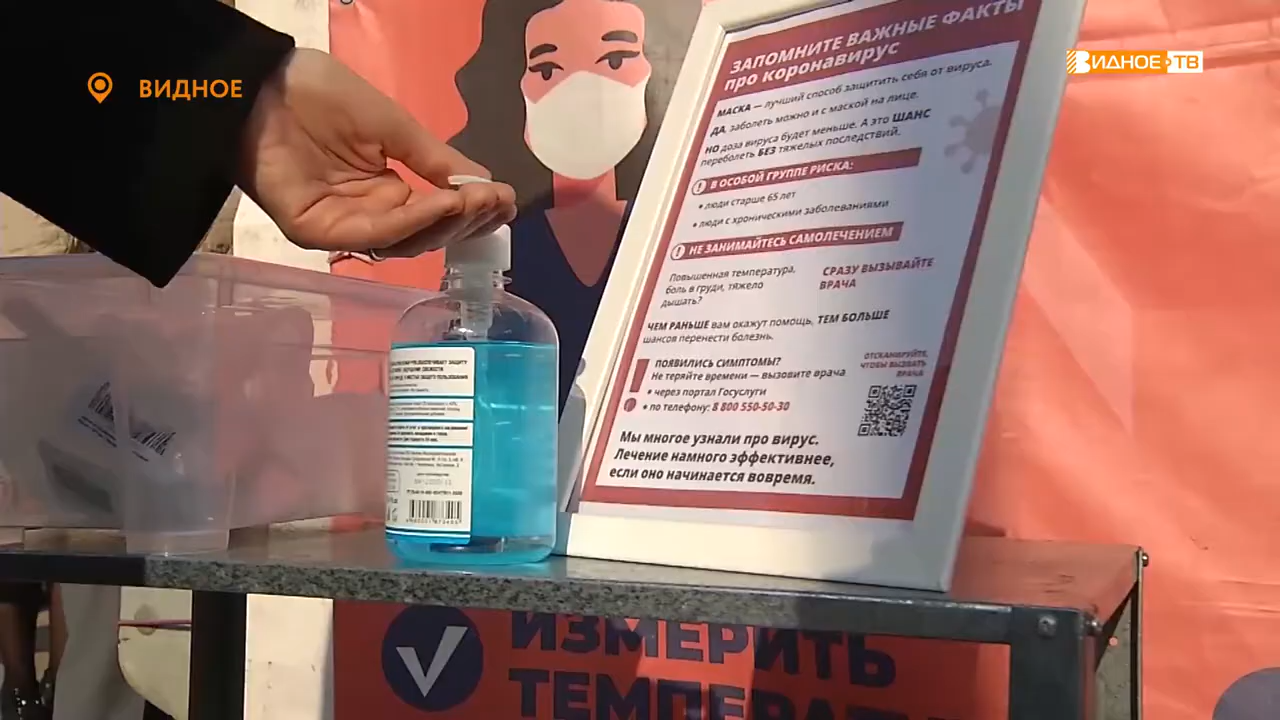 ВИДНОЕ
ВИДНОЕ ТВ
ЗАПОМНИТЕ ВАЖНЫЕ ФАКТЫ
про коронавирус
МАСКА — лучший способ защитить себя от вируса.
ДА, заболеть можно и с маской на лице.
НО доза вируса будет меньше. А это ШАНС
переболеть БЕЗ тяжелых последствий.
В ОСОБОЙ ГРУППЕ РИСКА:
• люди старше 65 лет
• люди с хроническими заболеваниями
НЕ ЗАНИМАЙТЕСЬ САМОЛЕЧЕНИЕМ
Повышенная температура,
боль в груди, тяжело
дышать?
СРАЗУ ВЫЗЫВАЙТЕ
ВРАЧА
ЧЕМ РАНЬШЕ вам окажут помощь, ТЕМ БОЛЬШЕ
шансов перенести болезнь.
ПОЯВИЛИСЬ СИМПТОМЫ?
Не теряйте времени — вызовите врача
• через портал Госуслуги
• по телефону: 8 800 550-50-30
ОТСКАНИРУЙТЕ,
ЧТОБЫ ВЫЗВАТЬ
ВРАЧА
Мы многое узнали про вирус.
Лечение намного эффективнее,
если оно начинается вовремя.
ИЗМЕРИТЬ
ТЕМПЕРАТ